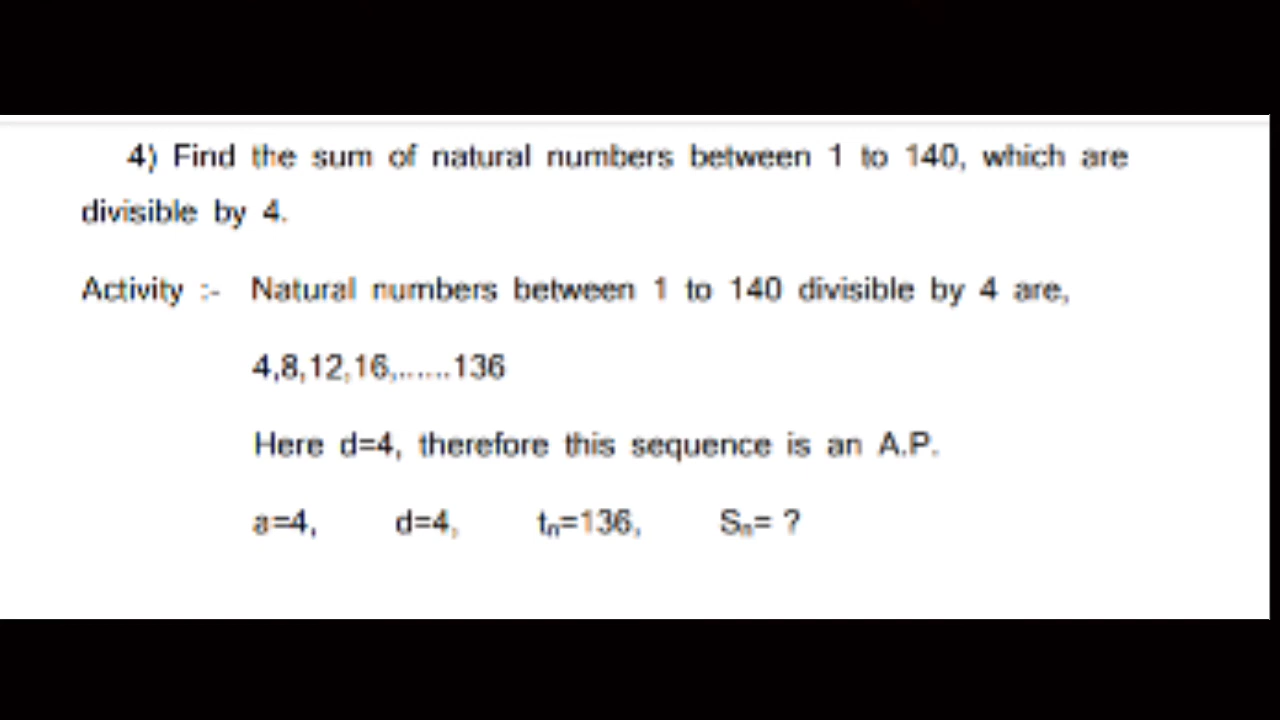 4) Find the sum of natural numbers between 1 to 140, which are
divisible by 4.
Activity :- Natural numbers between 1 to 140 divisible by 4 are,
4,8,12,16,......136
Here d=4, therefore this sequence is an A.P.
a=4, d=4, tn=136, Sn= ?